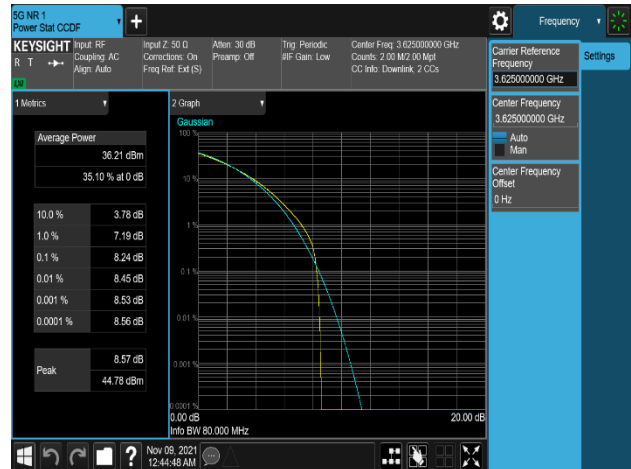 5G NR 1
Power Stat CCDF
Frequency
KEYSIGHT
R T
LXI
Input: RF
Coupling: AC
Align: Auto
Input Z: 50 Ω
Corrections: On
Freq Ref: Ext (S)
Atten: 30 dB
Preamp: Off
Trig: Periodic
#IF Gain: Low
Center Freq: 3.625000000 GHz
Counts: 2.00 M/2.00 Mpt
CC Info: Downlink, 2 CCs
1 Metrics
Average Power
36.21 dBm
35.10 % at 0 dB
10.0 % 3.78 dB
1.0 % 7.19 dB
0.1 % 8.24 dB
0.01 % 8.45 dB
0.001 % 8.53 dB
0.0001 % 8.56 dB
Peak
8.57 dB
44.78 dBm
2 Graph
Gaussian
100 %
10 %
1 %
0.1 %
0.01 %
0.001 %
0.0001 %
0.00 dB
20.00 dB
Info BW 80.000 MHz
Carrier Reference
Frequency
3.625000000 GHz
Center Frequency
3.625000000 GHz
Auto
Man
Center Frequency
Offset
0 Hz
Settings
?
Nov 09, 2021
12:44:48 AM